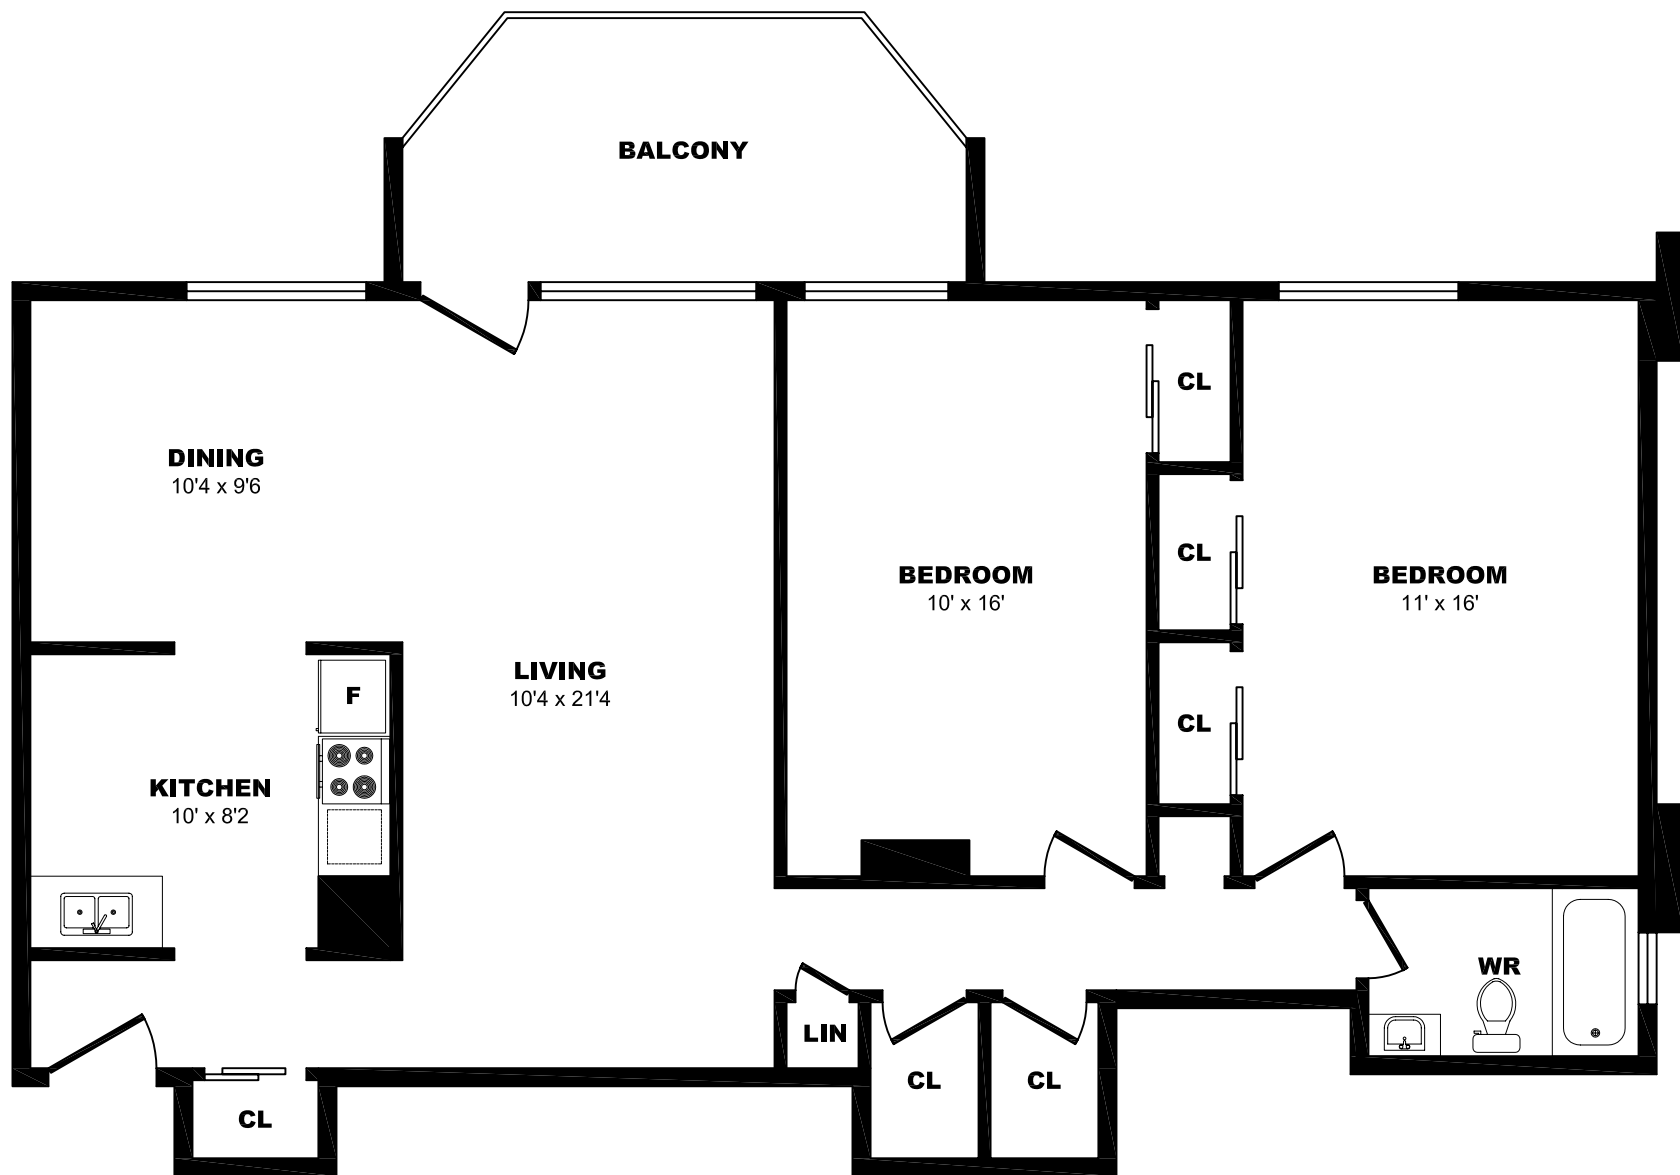 BALCONY
CL
DINING
10'4 x 9'6
CL
BEDROOM
10' x 16'
BEDROOM
11' x 16'
LIVING
10'4 x 21'4
F
CL
KITCHEN
10' x 8'2
WR
LIN
CL
CL
CL